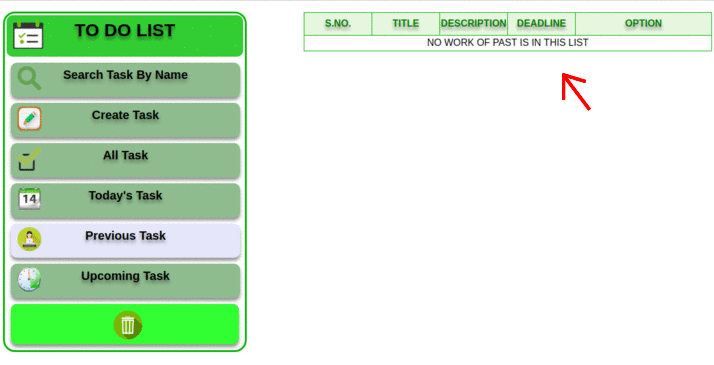 TO DO LIST
Search Task By Name
Create Task
All Task
14
Today's Task
Previous Task
Upcoming Task
S.NO. TITLE DESCRIPTION DEADLINE OPTION
NO WORK OF PAST IS IN THIS LIST